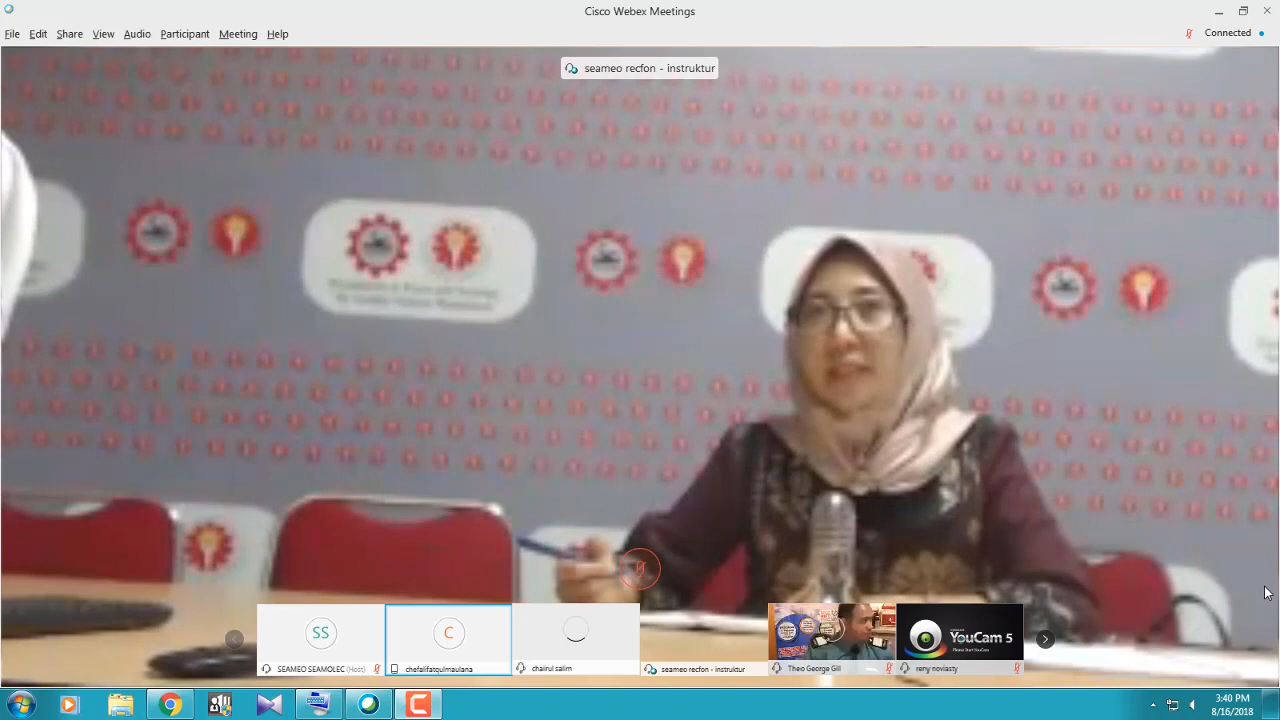 Cisco Webex Meetings
File Edit Share View Audio Participant Meeting Help
Connected
seameo recfon - instruktur
SS
C
SEAMEO SEAMOLEC (Host)
chefalifatqulmaulana
chairul salim
seameo recfon - instruktur
Theo George Gill
YouCam 5
reny noviasty
3:40 PM
8/16/2018